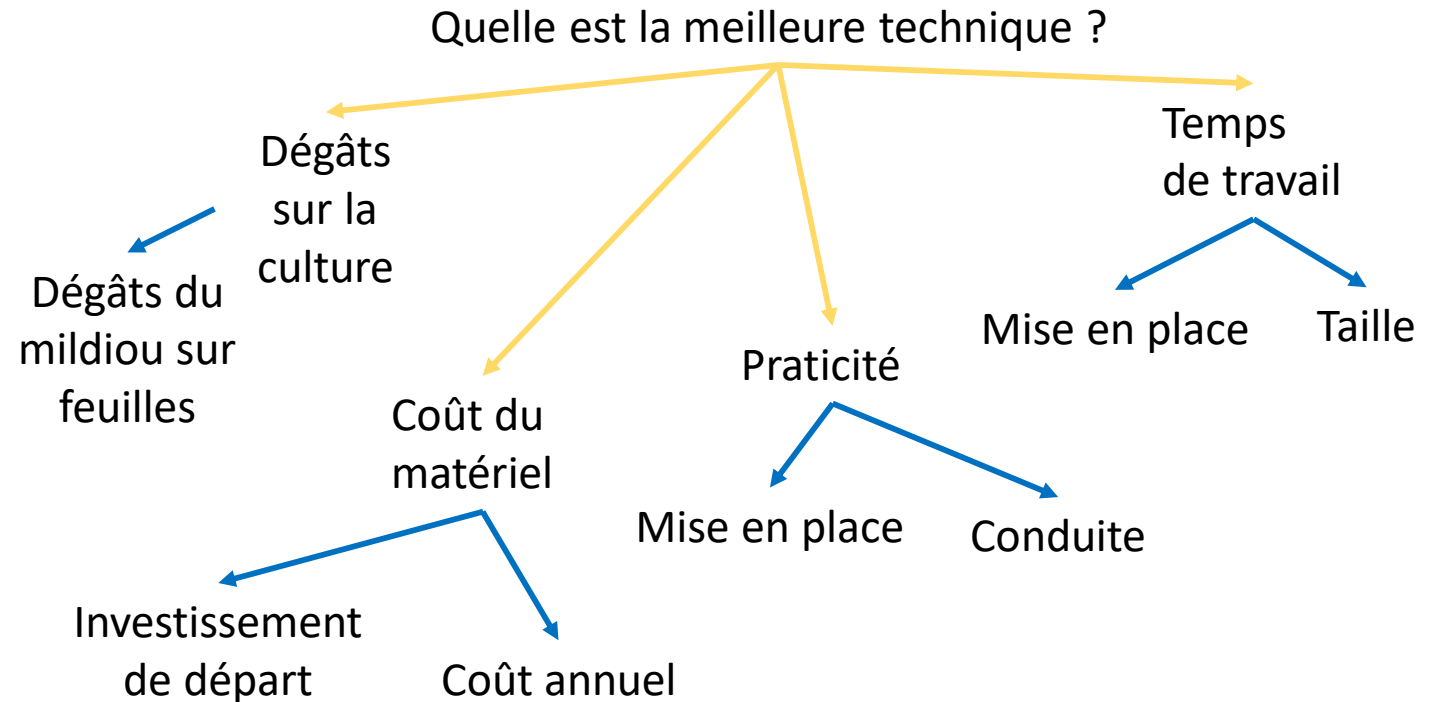 Quelle est la meilleure technique ?
Dégâts
sur la
culture
Dégâts du
mildiou sur
feuilles
Coût du
matériel
Investissement
de départ
Coût annuel
Praticité
Mise en place
Conduite
Temps
de travail
Mise en place
Taille